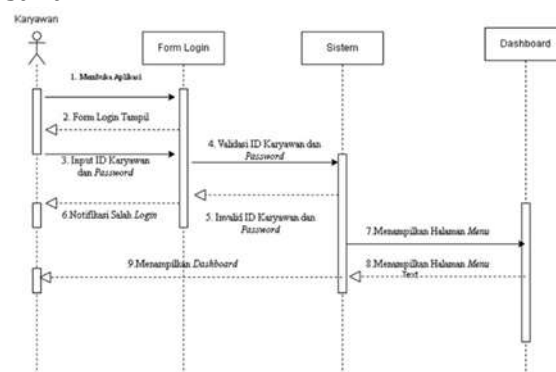 Karyawan
Form Login
Sistem
Dashboard
1. Membuka Aplikasi
2. Form Login Tampil
3. Input ID Karyawan
dan Password
4. Validasi ID Karyawan dan
Password
5. Invalid ID Karyawan dan
Password
6.Notifikasi Salah Login
7.Menampilkan Halaman Menu
8.Menampilkan Halaman Menu
Text
9.Menampilkan Dashboard